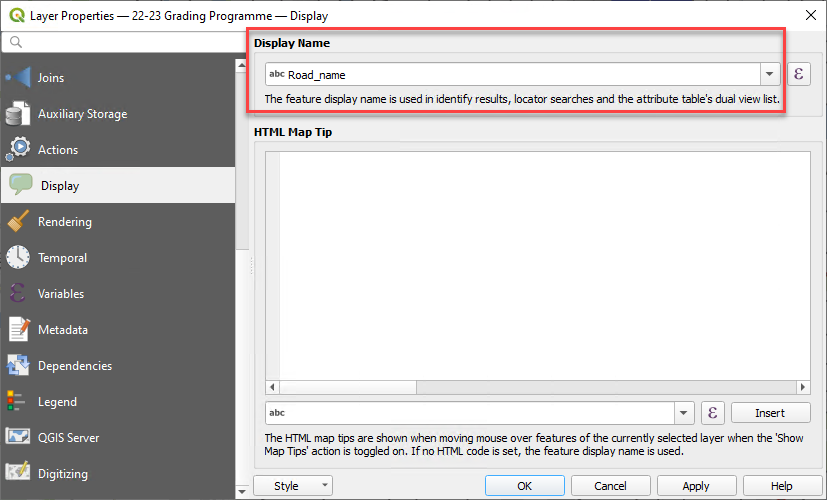 Layer Properties — 22-23 Grading Programme — Display
Joins
Auxiliary Storage
Actions
Display
Rendering
Temporal
Variables
Metadata
Dependencies
Legend
QGIS Server
Digitizing
Display Name
abc Road_name
ε
The feature display name is used in identify results, locator searches and the attribute table's dual view list.
HTML Map Tip
abc
ε
Insert
The HTML map tips are shown when moving mouse over features of the currently selected layer when the 'Show
Map Tips' action is toggled on. If no HTML code is set, the feature display name is used.
Style
OK
Cancel
Apply
Help